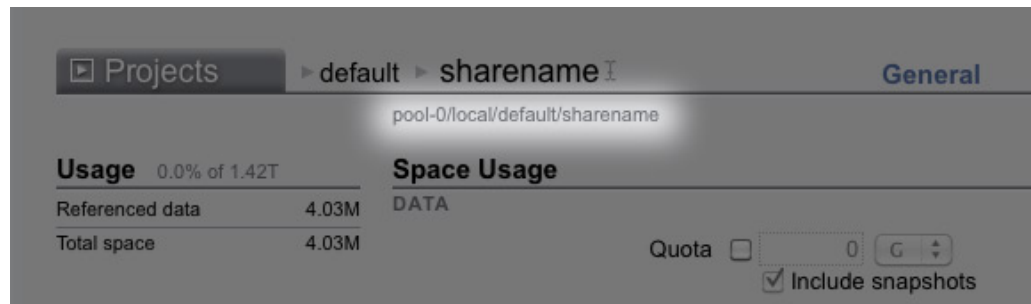 Projects default sharename General
pool-0/local/default/sharename
Usage 0.0% of 1.42T Space Usage
Referenced data 4.03M DATA
Total space 4.03M Quota 0 G
Include snapshots